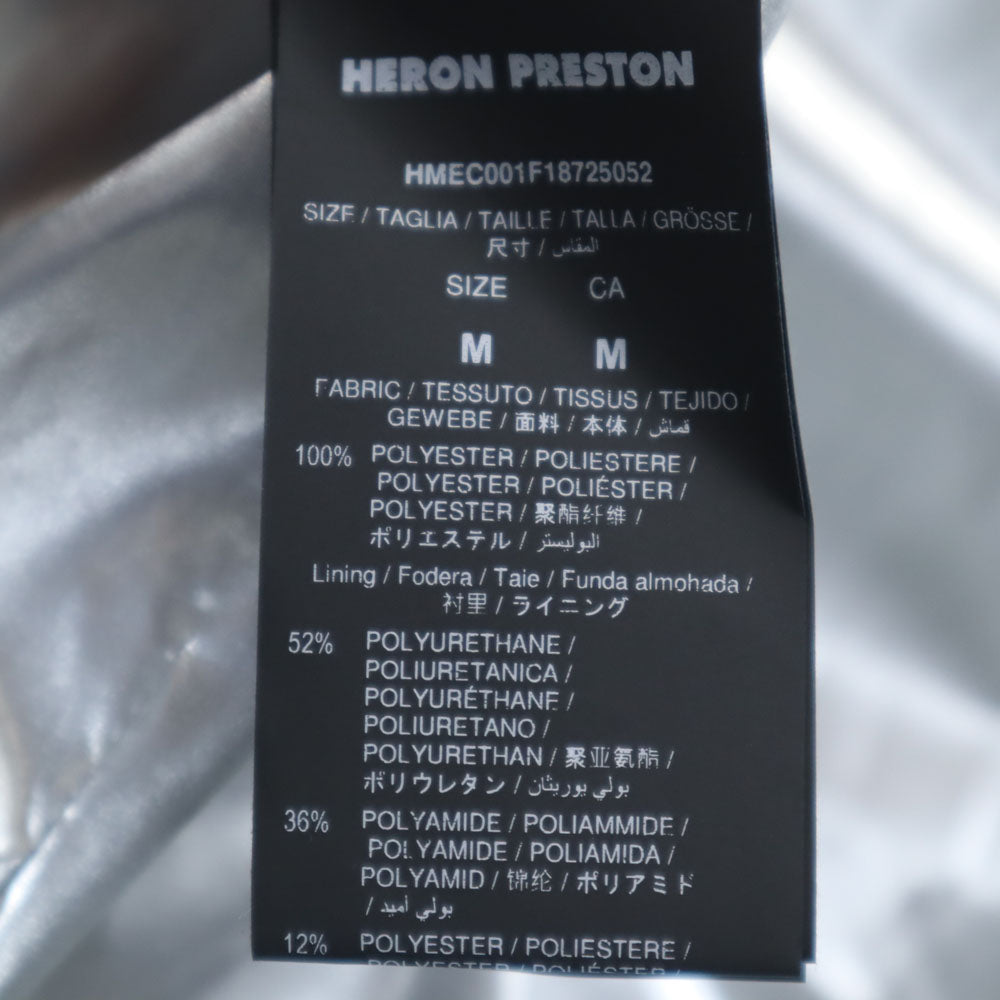 HERON PRESTON
HMEC001F18725052
SIZE / TAGLIA / TAILLE / TALLA / GRÖSSE /
尺寸 / المقاس
SIZE CA
M M
FABRIC / TESSUTO / TISSUS / TEJIDO /
GEWEBE / 面料 / 本体 / قماش
100% POLYESTER / POLIESTERE /
POLYESTER / POLIÉSTER /
POLYESTER / 聚酯纤维 /
ポリエステル / البوليستر
Lining / Fodera / Taie / Funda almohada /
衬里 / ライニング
52% POLYURETHANE /
POLIURETANICA /
POLYURÉTHANE /
POLIURETANO /
POLYURETHAN / 聚亚氨酯 /
ポリウレタン / بولي يوريثان
36% POLYAMIDE / POLIAMMIDE /
POLYAMIDE / POLIAMIDA /
POLYAMID / 锦纶 / ポリアミド
/ بولي أميد
12% POLYESTER / POLIESTERE /
POLYESTER / POLIÉSTER /